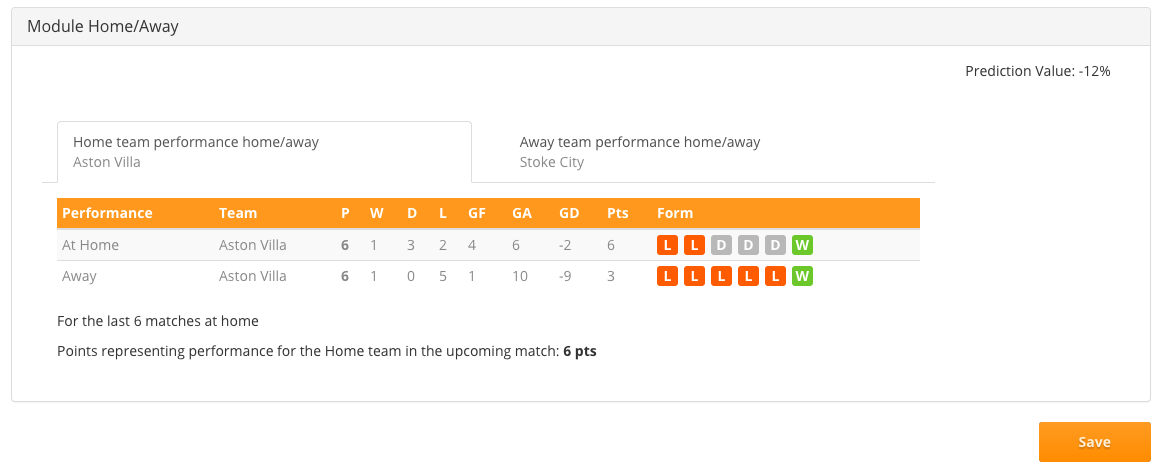 Module Home/Away
Prediction Value: -12%
Home team performance home/away
Aston Villa
Away team performance home/away
Stoke City
Performance Team P W D L GF GA GD Pts Form
At Home Aston Villa 6 1 3 2 4 6 -2 6 L L D D D W
Away Aston Villa 6 1 0 5 1 10 -9 3 L L L L L W
For the last 6 matches at home
Points representing performance for the Home team in the upcoming match: 6 pts
Save